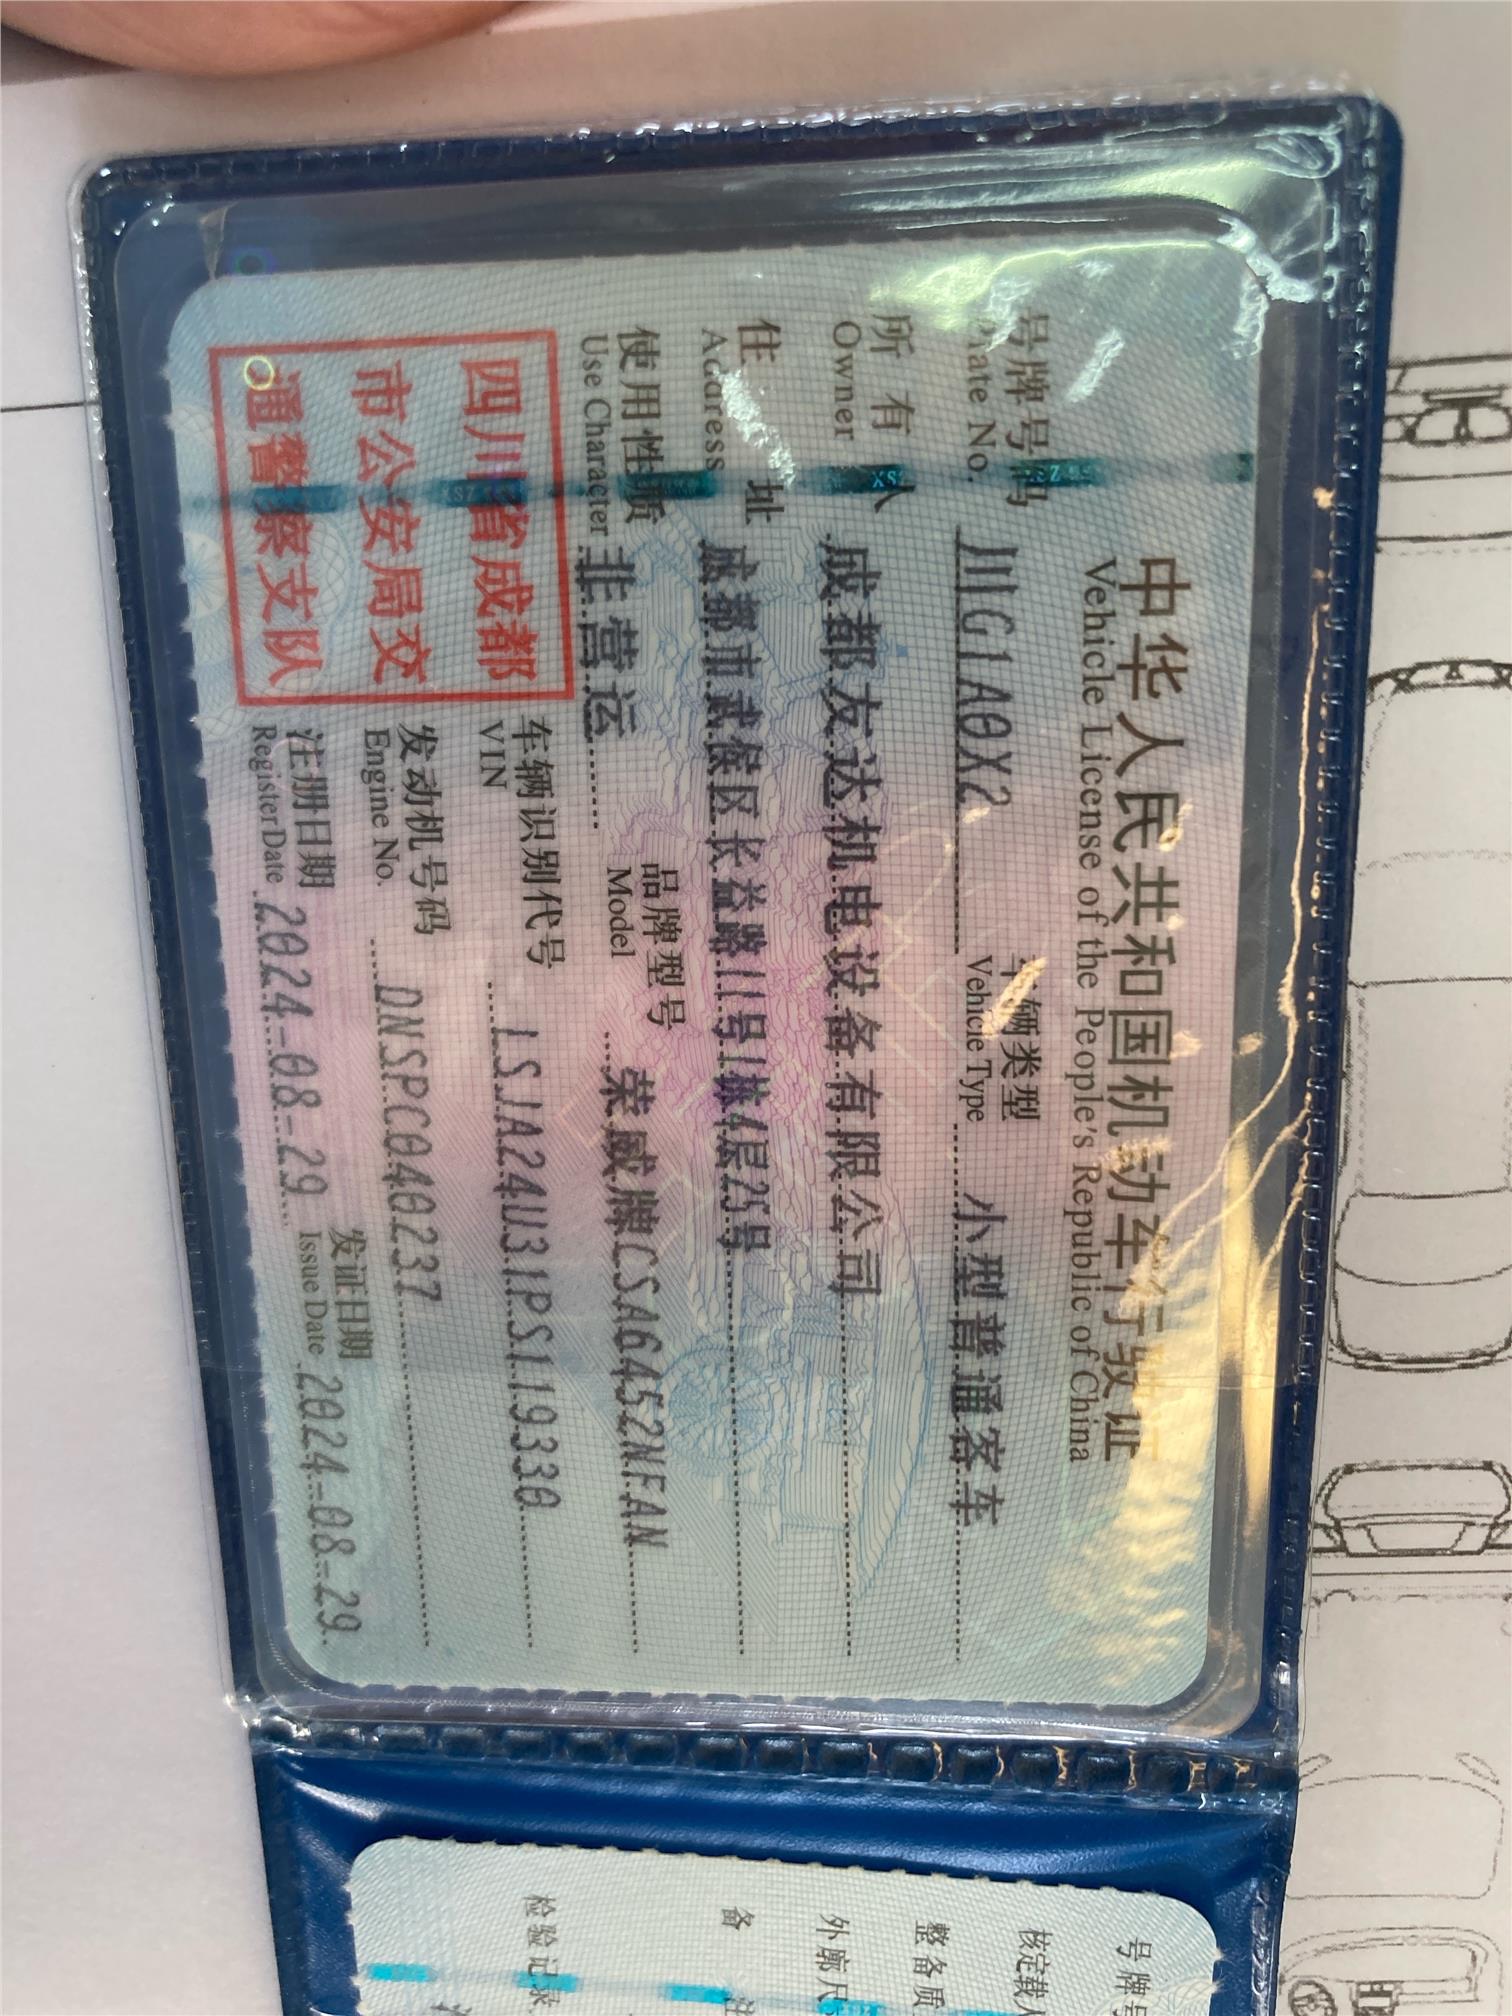 中华人民共和国机动车行驶证
Vehicle License of the People's Republic of China
号牌号码 川G1A0X2 车辆类型 小型普通客车
Plate No. Vehicle Type
所有人 成都友达机电设备有限公司
Owner
住址 成都市武侯区长益路11号1栋4层25号
Address
使用性质 非营运 品牌型号 荣威牌CSA6452NFAN
Use Character Model
四川省成都
市公安局交
通警察支队
车辆识别代号 LSJA24U31PS119330
VIN
发动机号码 DNSPC040237
Engine No.
注册日期 2024-08-29 发证日期 2024-08-29
Register Date Issue Date
号牌号
核定载人
整备质
外廓尺
备
检验记录